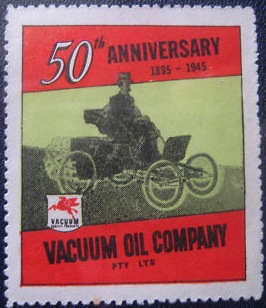 50th ANNIVERSARY
1895 - 1945
VACUUM
VACUUM OIL COMPANY
PTY LTD